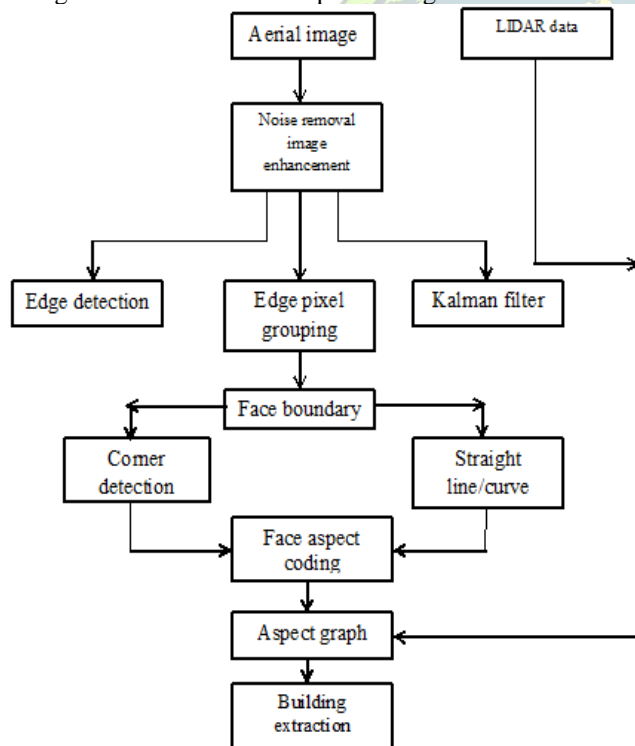 Aerial image
LIDAR data
Noise removal
image
enhancement
Edge detection
Edge pixel
grouping
Kalman filter
Face boundary
Corner
detection
Straight
line/curve
Face aspect
coding
Aspect graph
Building
extraction